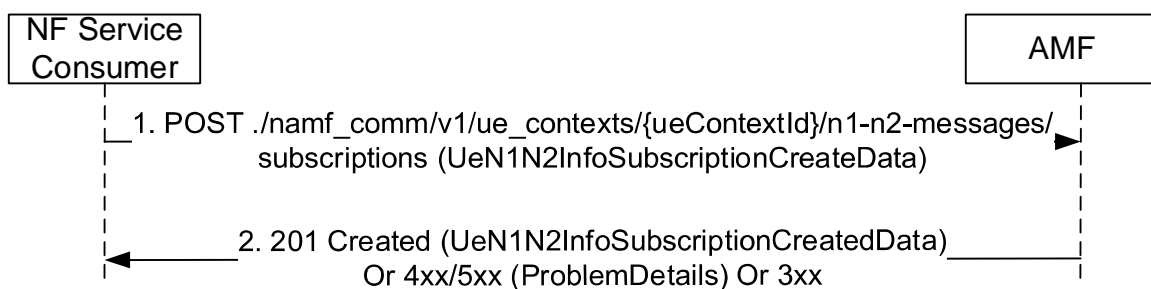 NF Service
Consumer
AMF
1. POST ./namf_comm/v1/ue_contexts/{ueContextId}/n1-n2-messages/
subscriptions (UeN1N2InfoSubscriptionCreateData)
2. 201 Created (UeN1N2InfoSubscriptionCreatedData)
Or 4xx/5xx (ProblemDetails) Or 3xx